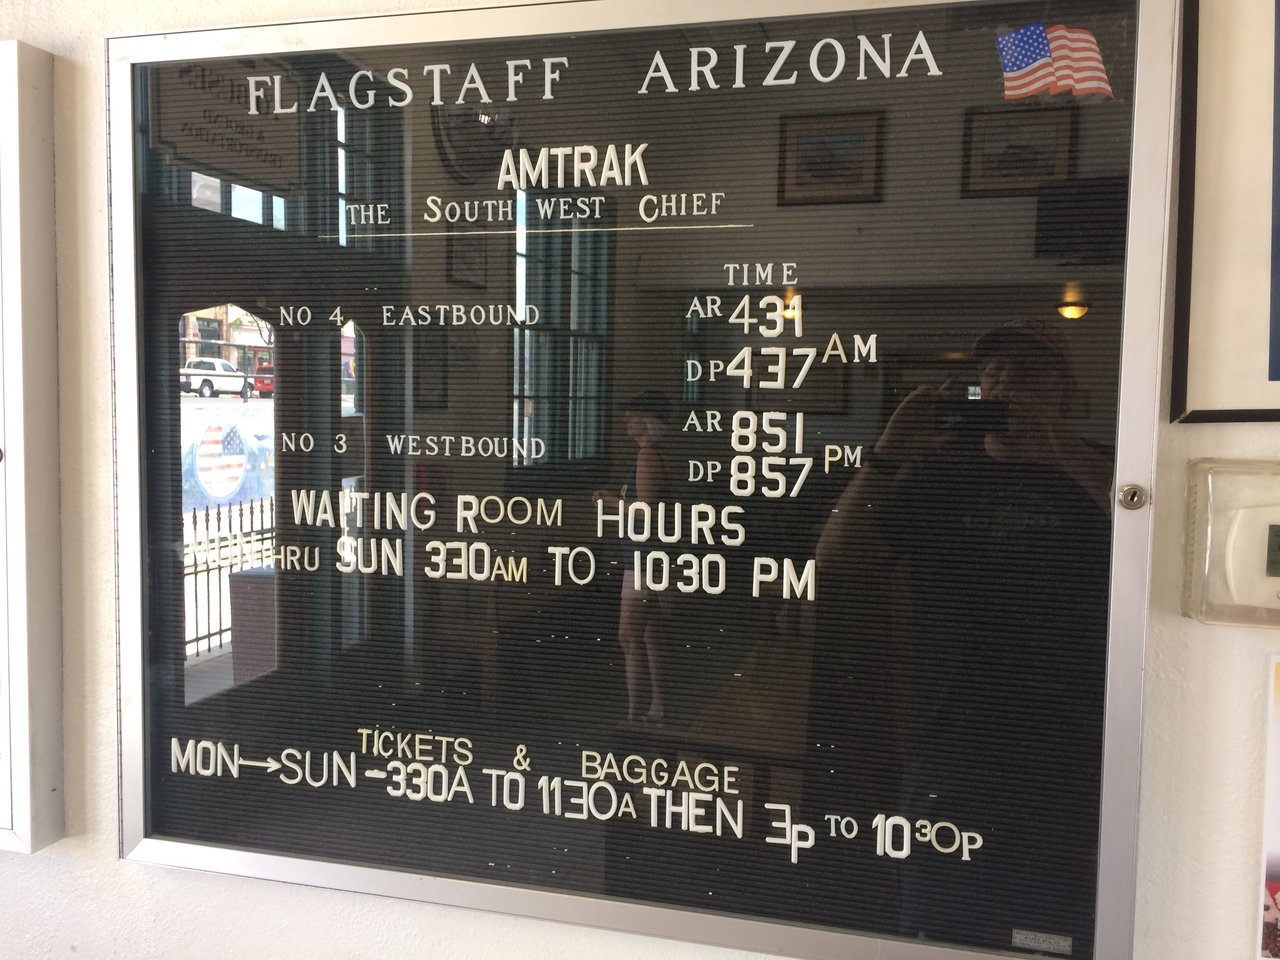 FLAGSTAFF ARIZONA
AMTRAK
THE SOUTH WEST CHIEF
TIME
NO 4 EASTBOUND AR 431
DP 437 AM
NO 3 WESTBOUND AR 851
DP 857 PM
WAITING ROOM HOURS
MON THRU SUN 330AM TO 1030 PM
TICKETS & BAGGAGE
MON→SUN -330A TO 1130A THEN 3P TO 1030P